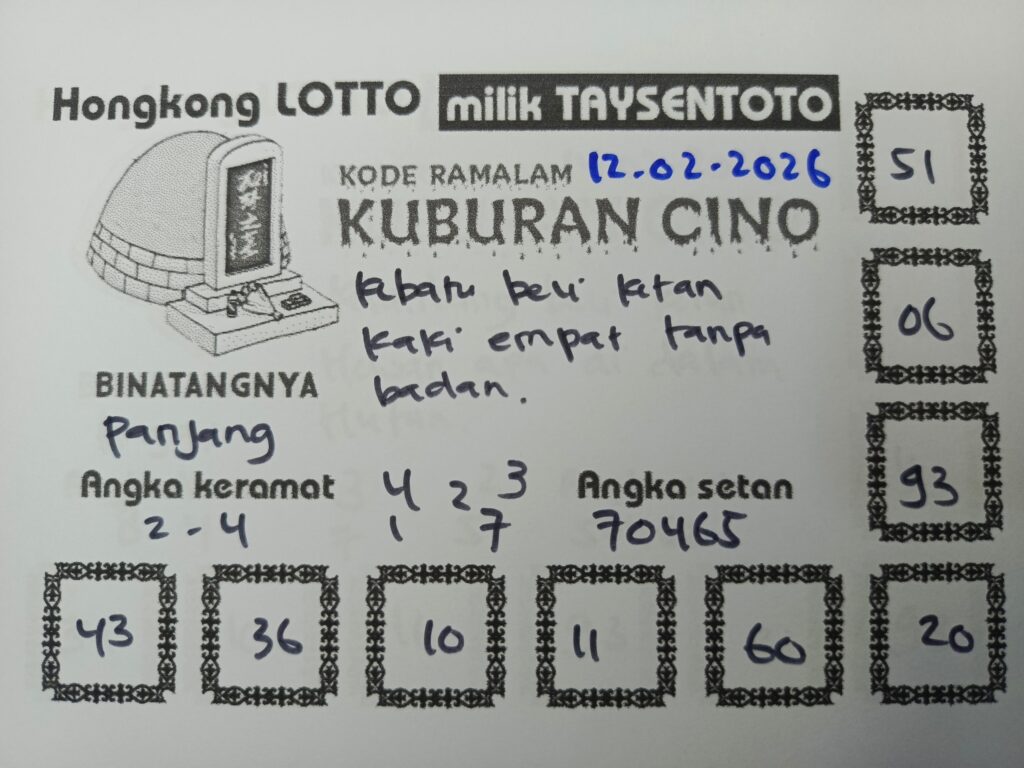 Hongkong LOTTO milik TAYSENTOTO
KODE RAMALAM 12.02.2026
KUBURAN CINO
kibatu beli ketan
kaki empat tanpa
badan.
BINATANGNYA
Panjang
Angka keramat
2 - 4
4 2 3
1 7
Angka setan
70465
51
06
93
43 36 10 11 60 20